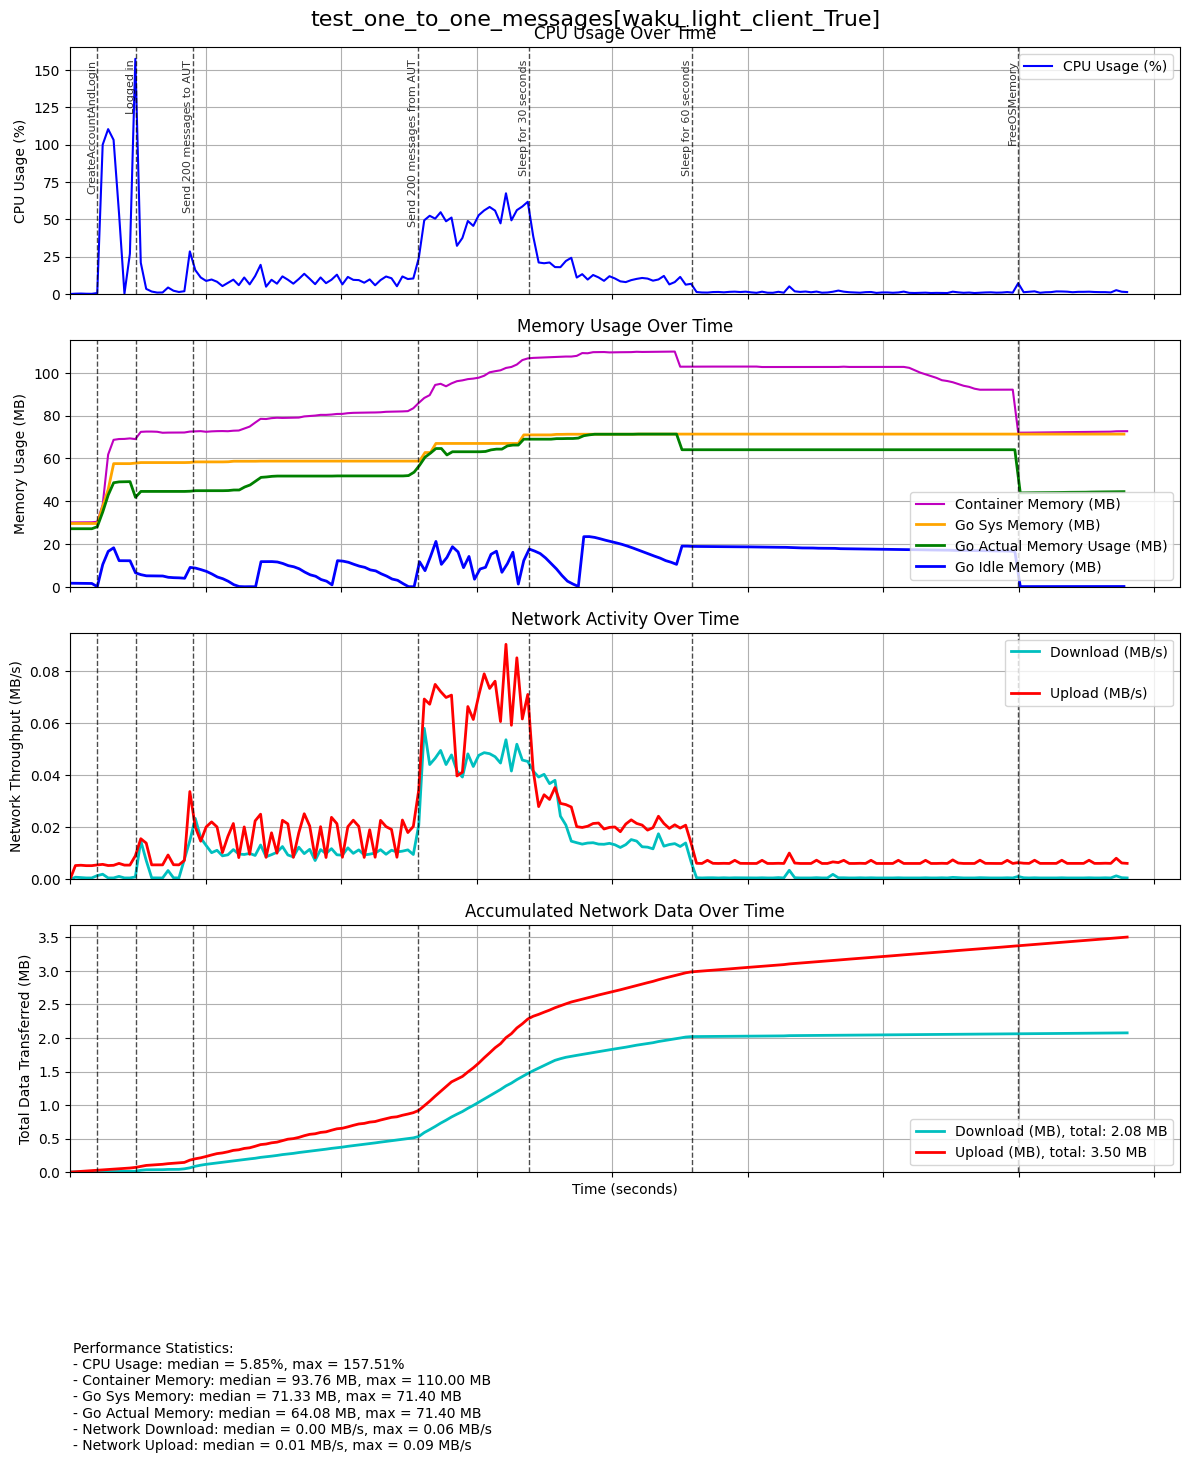 test_one_to_one_messages[waku_light_client_True]
CPU Usage Over Time
CPU Usage (%)
150
125
100
75
50
25
0
CreateAccountAndLogin
Logged in
Send 200 messages to AUT
Send 200 messages from AUT
Sleep for 30 seconds
Sleep for 60 seconds
FreeOSMemory
CPU Usage (%)
Memory Usage Over Time
Memory Usage (MB)
100
80
60
40
20
0
Container Memory (MB)
Go Sys Memory (MB)
Go Actual Memory Usage (MB)
Go Idle Memory (MB)
Network Activity Over Time
Network Throughput (MB/s)
0.08
0.06
0.04
0.02
0.00
Download (MB/s)
Upload (MB/s)
Accumulated Network Data Over Time
Total Data Transferred (MB)
3.5
3.0
2.5
2.0
1.5
1.0
0.5
0.0
Download (MB), total: 2.08 MB
Upload (MB), total: 3.50 MB
Time (seconds)
Performance Statistics:
- CPU Usage: median = 5.85%, max = 157.51%
- Container Memory: median = 93.76 MB, max = 110.00 MB
- Go Sys Memory: median = 71.33 MB, max = 71.40 MB
- Go Actual Memory: median = 64.08 MB, max = 71.40 MB
- Network Download: median = 0.00 MB/s, max = 0.06 MB/s
- Network Upload: median = 0.01 MB/s, max = 0.09 MB/s